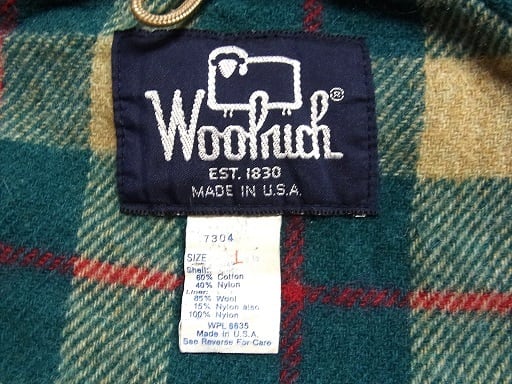 Woolrich®
EST. 1830
MADE IN U.S.A.
7304
SIZE L
Shell:
60% Cotton
40% Nylon
Liner:
85% Wool
15% Nylon also
100% Nylon
WPL 6635
Made in U.S.A.
See Reverse For Care